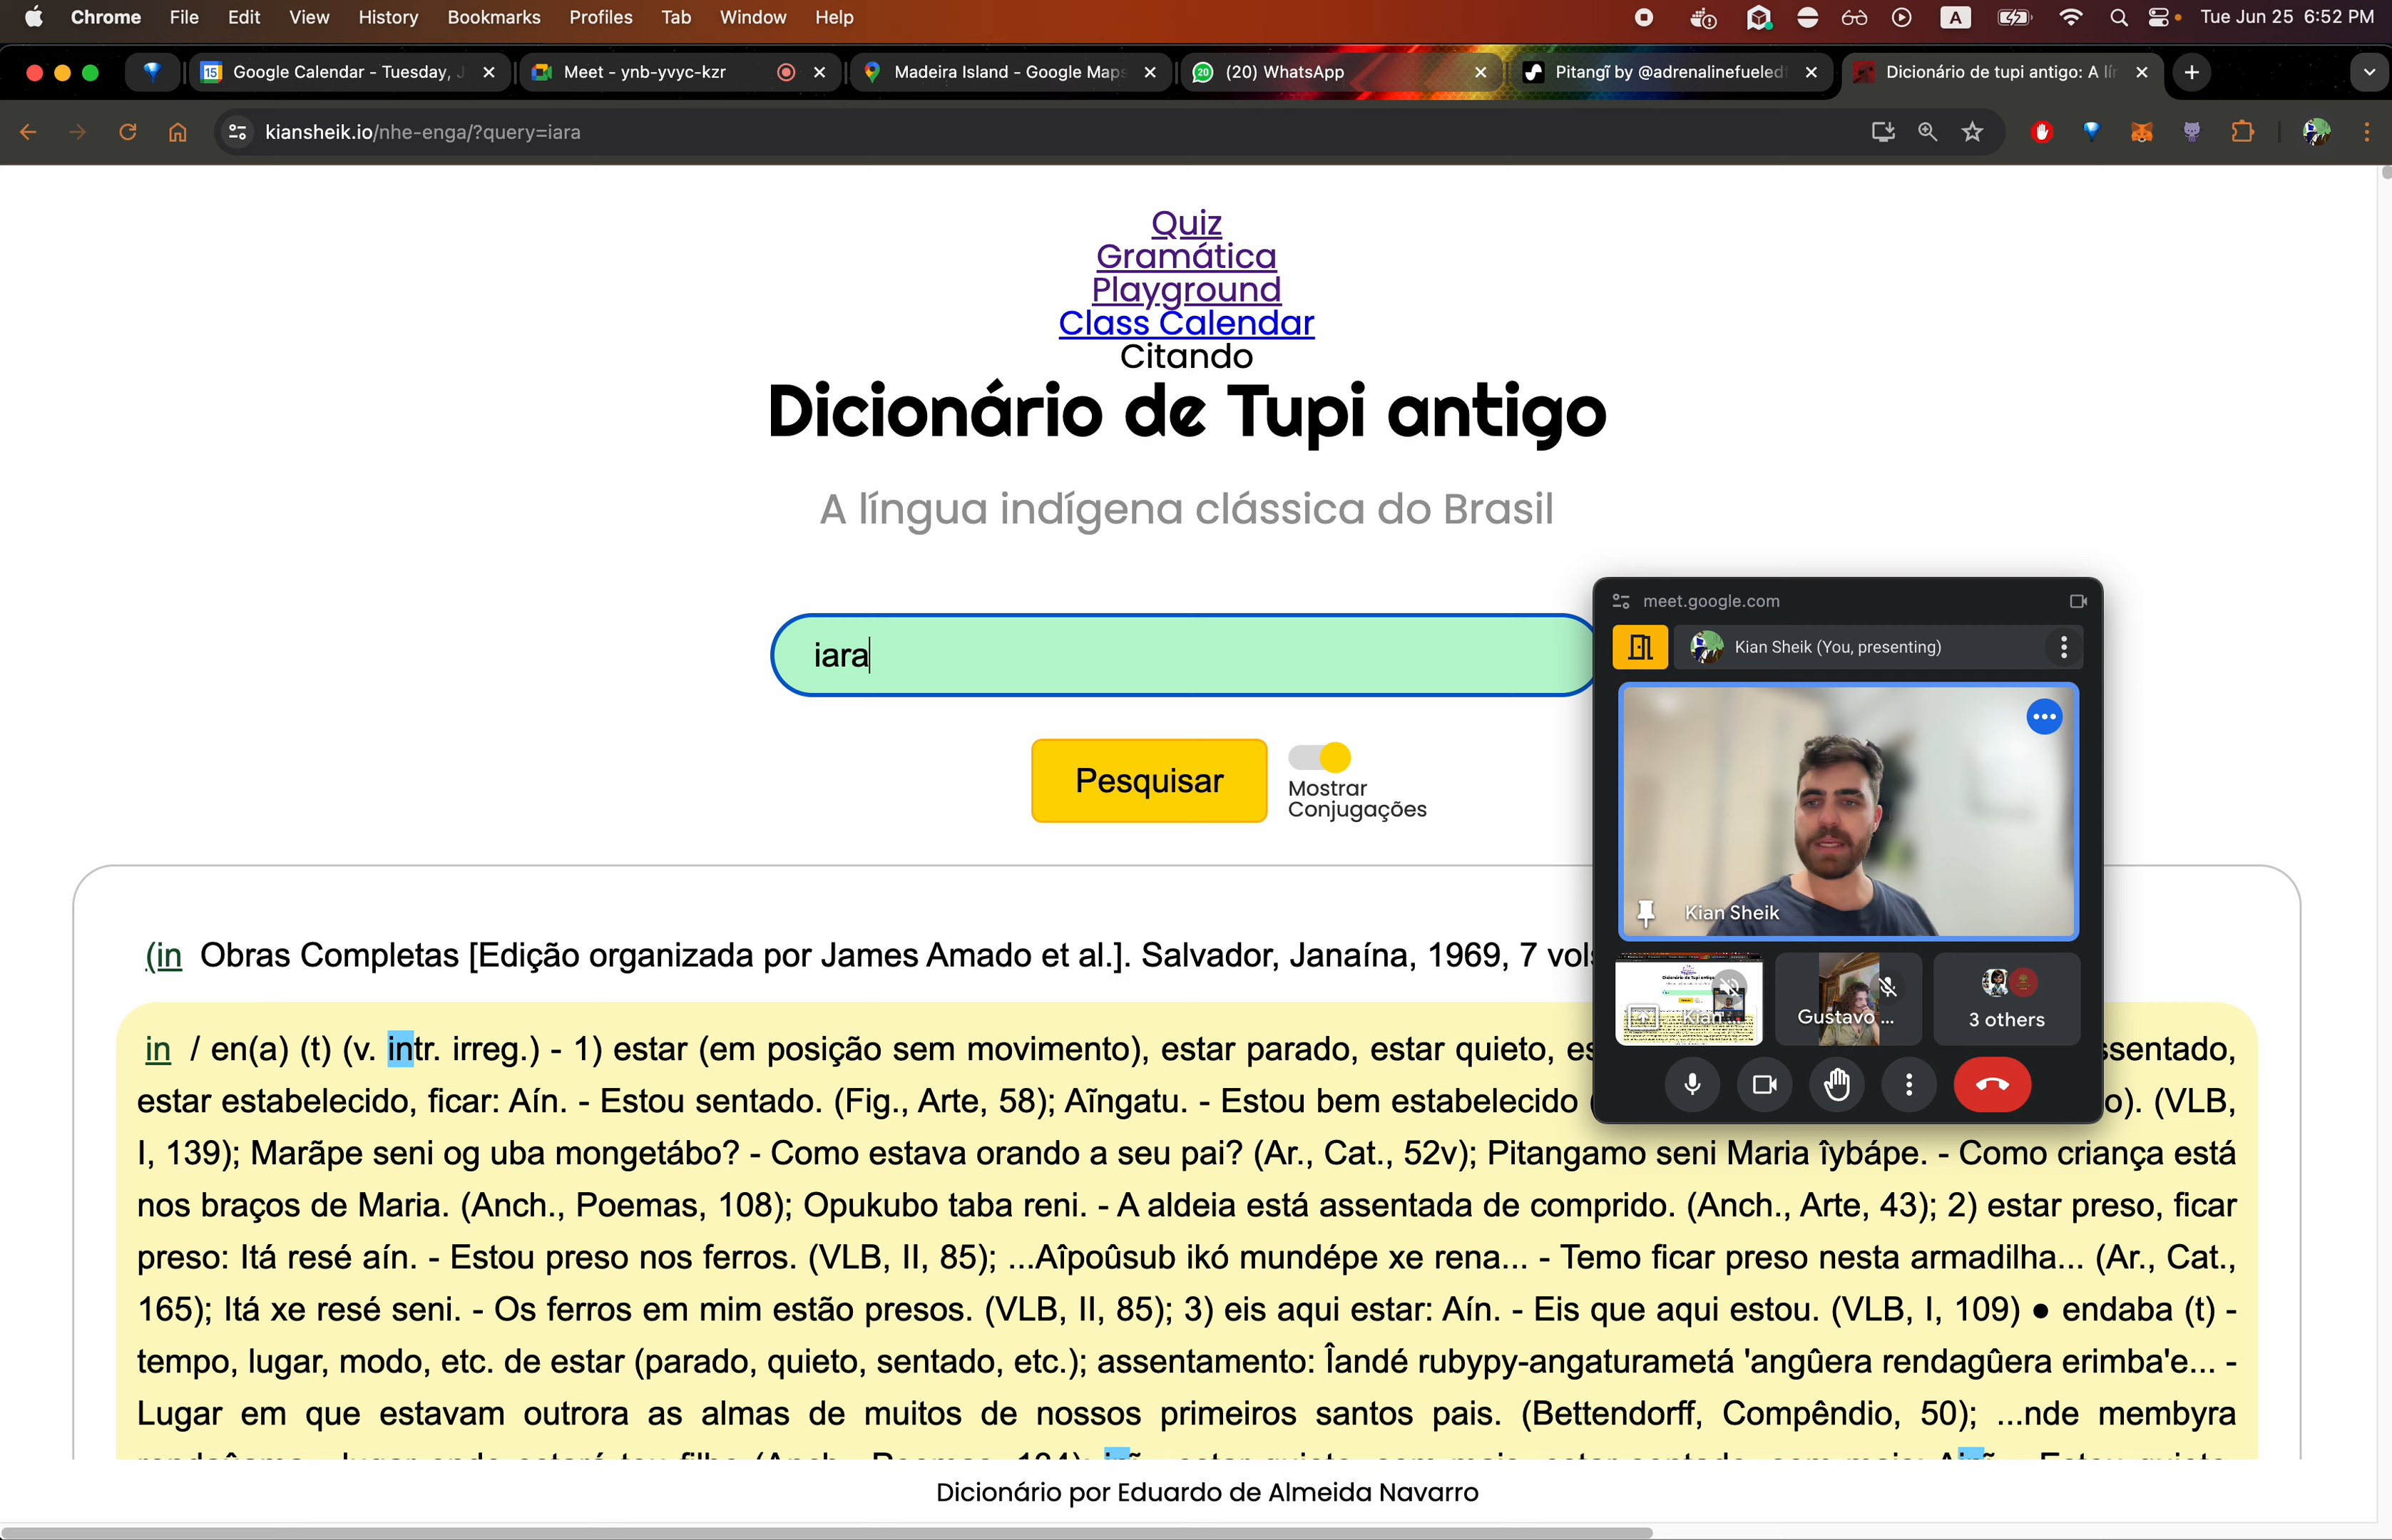 Chrome File Edit View History Bookmarks Profiles Tab Window Help
A
Tue Jun 25 6:52 PM
15 Google Calendar - Tuesday, J
Meet - ynb-yvyc-kzr
Madeira Island - Google Maps
20 (20) WhatsApp
Pitangĩ by @adrenalinefueled
Dicionário de tupi antigo: A lín
kiansheik.io/nhe-enga/?query=iara
Quiz
Gramática
Playground
Class Calendar
Citando
Dicionário de Tupi antigo
A língua indígena clássica do Brasil
iara
Pesquisar
Mostrar
Conjugações
meet.google.com
Kian Sheik (You, presenting)
Kian Sheik
Kian
Gustavo ...
3 others
(in Obras Completas [Edição organizada por James Amado et al.]. Salvador, Janaína, 1969, 7 vols
in / en(a) (t) (v. intr. irreg.) - 1) estar (em posição sem movimento), estar parado, estar quieto, es ssentado,
estar estabelecido, ficar: Aín. - Estou sentado. (Fig., Arte, 58); Aĩngatu. - Estou bem estabelecido o). (VLB,
I, 139); Marãpe seni og uba mongetábo? - Como estava orando a seu pai? (Ar., Cat., 52v); Pitangamo seni Maria îybápe. - Como criança está
nos braços de Maria. (Anch., Poemas, 108); Opukubo taba reni. - A aldeia está assentada de comprido. (Anch., Arte, 43); 2) estar preso, ficar
preso: Itá resé aín. - Estou preso nos ferros. (VLB, II, 85); ...Aîpoûsub ikó mundépe xe rena... - Temo ficar preso nesta armadilha... (Ar., Cat.,
165); Itá xe resé seni. - Os ferros em mim estão presos. (VLB, II, 85); 3) eis aqui estar: Aín. - Eis que aqui estou. (VLB, I, 109) ● endaba (t) -
tempo, lugar, modo, etc. de estar (parado, quieto, sentado, etc.); assentamento: Îandé rubypy-angaturametá 'angûera rendagûera erimba'e... -
Lugar em que estavam outrora as almas de muitos de nossos primeiros santos pais. (Bettendorff, Compêndio, 50); ...nde membyra
Dicionário por Eduardo de Almeida Navarro